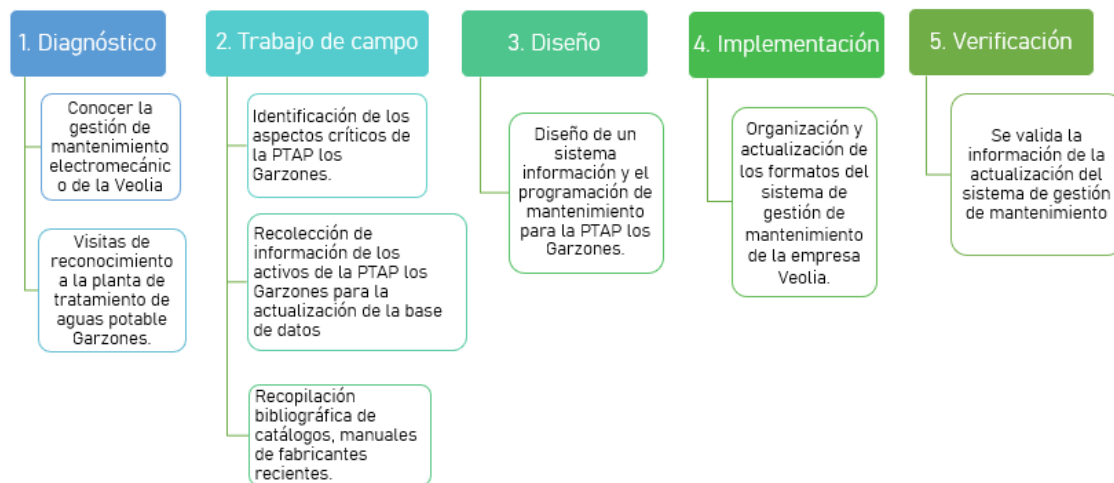 1. Diagnóstico
Conocer la
gestión de
mantenimiento
electromecánic
o de la Veolia
Visitas de
reconocimiento
a la planta de
tratamiento de
aguas potable
Garzones.
2. Trabajo de campo
Identificación de los
aspectos críticos de
la PTAP los
Garzones.
Recolección de
información de los
activos de la PTAP los
Garzones para la
actualización de la base
de datos
Recopilación
bibliográfica de
catálogos, manuales
de fabricantes
recientes.
3. Diseño
Diseño de un
sistema
información y el
programación de
mantenimiento
para la PTAP los
Garzones.
4. Implementación
Organización y
actualización de
los formatos del
sistema de
gestión de
mantenimiento
de la empresa
Veolia.
5. Verificación
Se valida la
información de la
actualización del
sistema de gestión
de mantenimiento